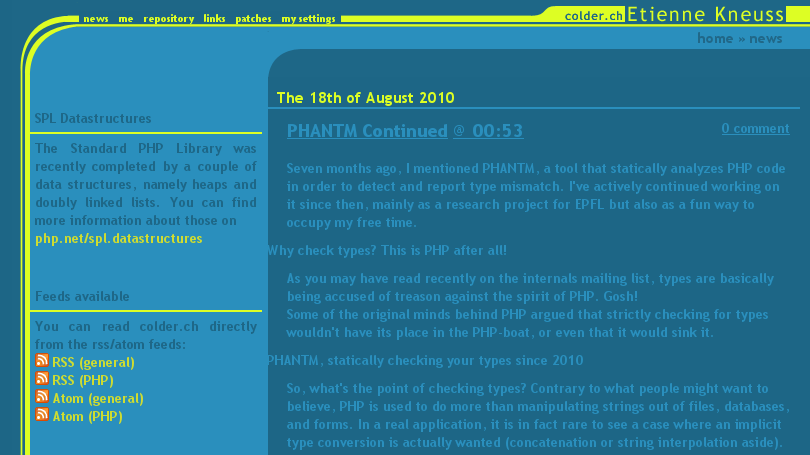 news me repository links patches my settings
colder.ch Etienne Kneuss
home » news
SPL Datastructures
The Standard PHP Library was
recently completed by a couple of
data structures, namely heaps and
doubly linked lists. You can find
more information about those on
php.net/spl.datastructures
Feeds available
You can read colder.ch directly
from the rss/atom feeds:
RSS (general)
RSS (PHP)
Atom (general)
Atom (PHP)
The 18th of August 2010
PHANTM Continued @ 00:53
0 comment
Seven months ago, I mentioned PHANTM, a tool that statically analyzes PHP code
in order to detect and report type mismatch. I've actively continued working on
it since then, mainly as a research project for EPFL but also as a fun way to
occupy my free time.
Why check types? This is PHP after all!
As you may have read recently on the internals mailing list, types are basically
being accused of treason against the spirit of PHP. Gosh!
Some of the original minds behind PHP argued that strictly checking for types
wouldn't have its place in the PHP-boat, or even that it would sink it.
PHANTM, statically checking your types since 2010
So, what's the point of checking types? Contrary to what people might want to
believe, PHP is used to do more than manipulating strings out of files, databases,
and forms. In a real application, it is in fact rare to see a case where an implicit
type conversion is actually wanted (concatenation or string interpolation aside).